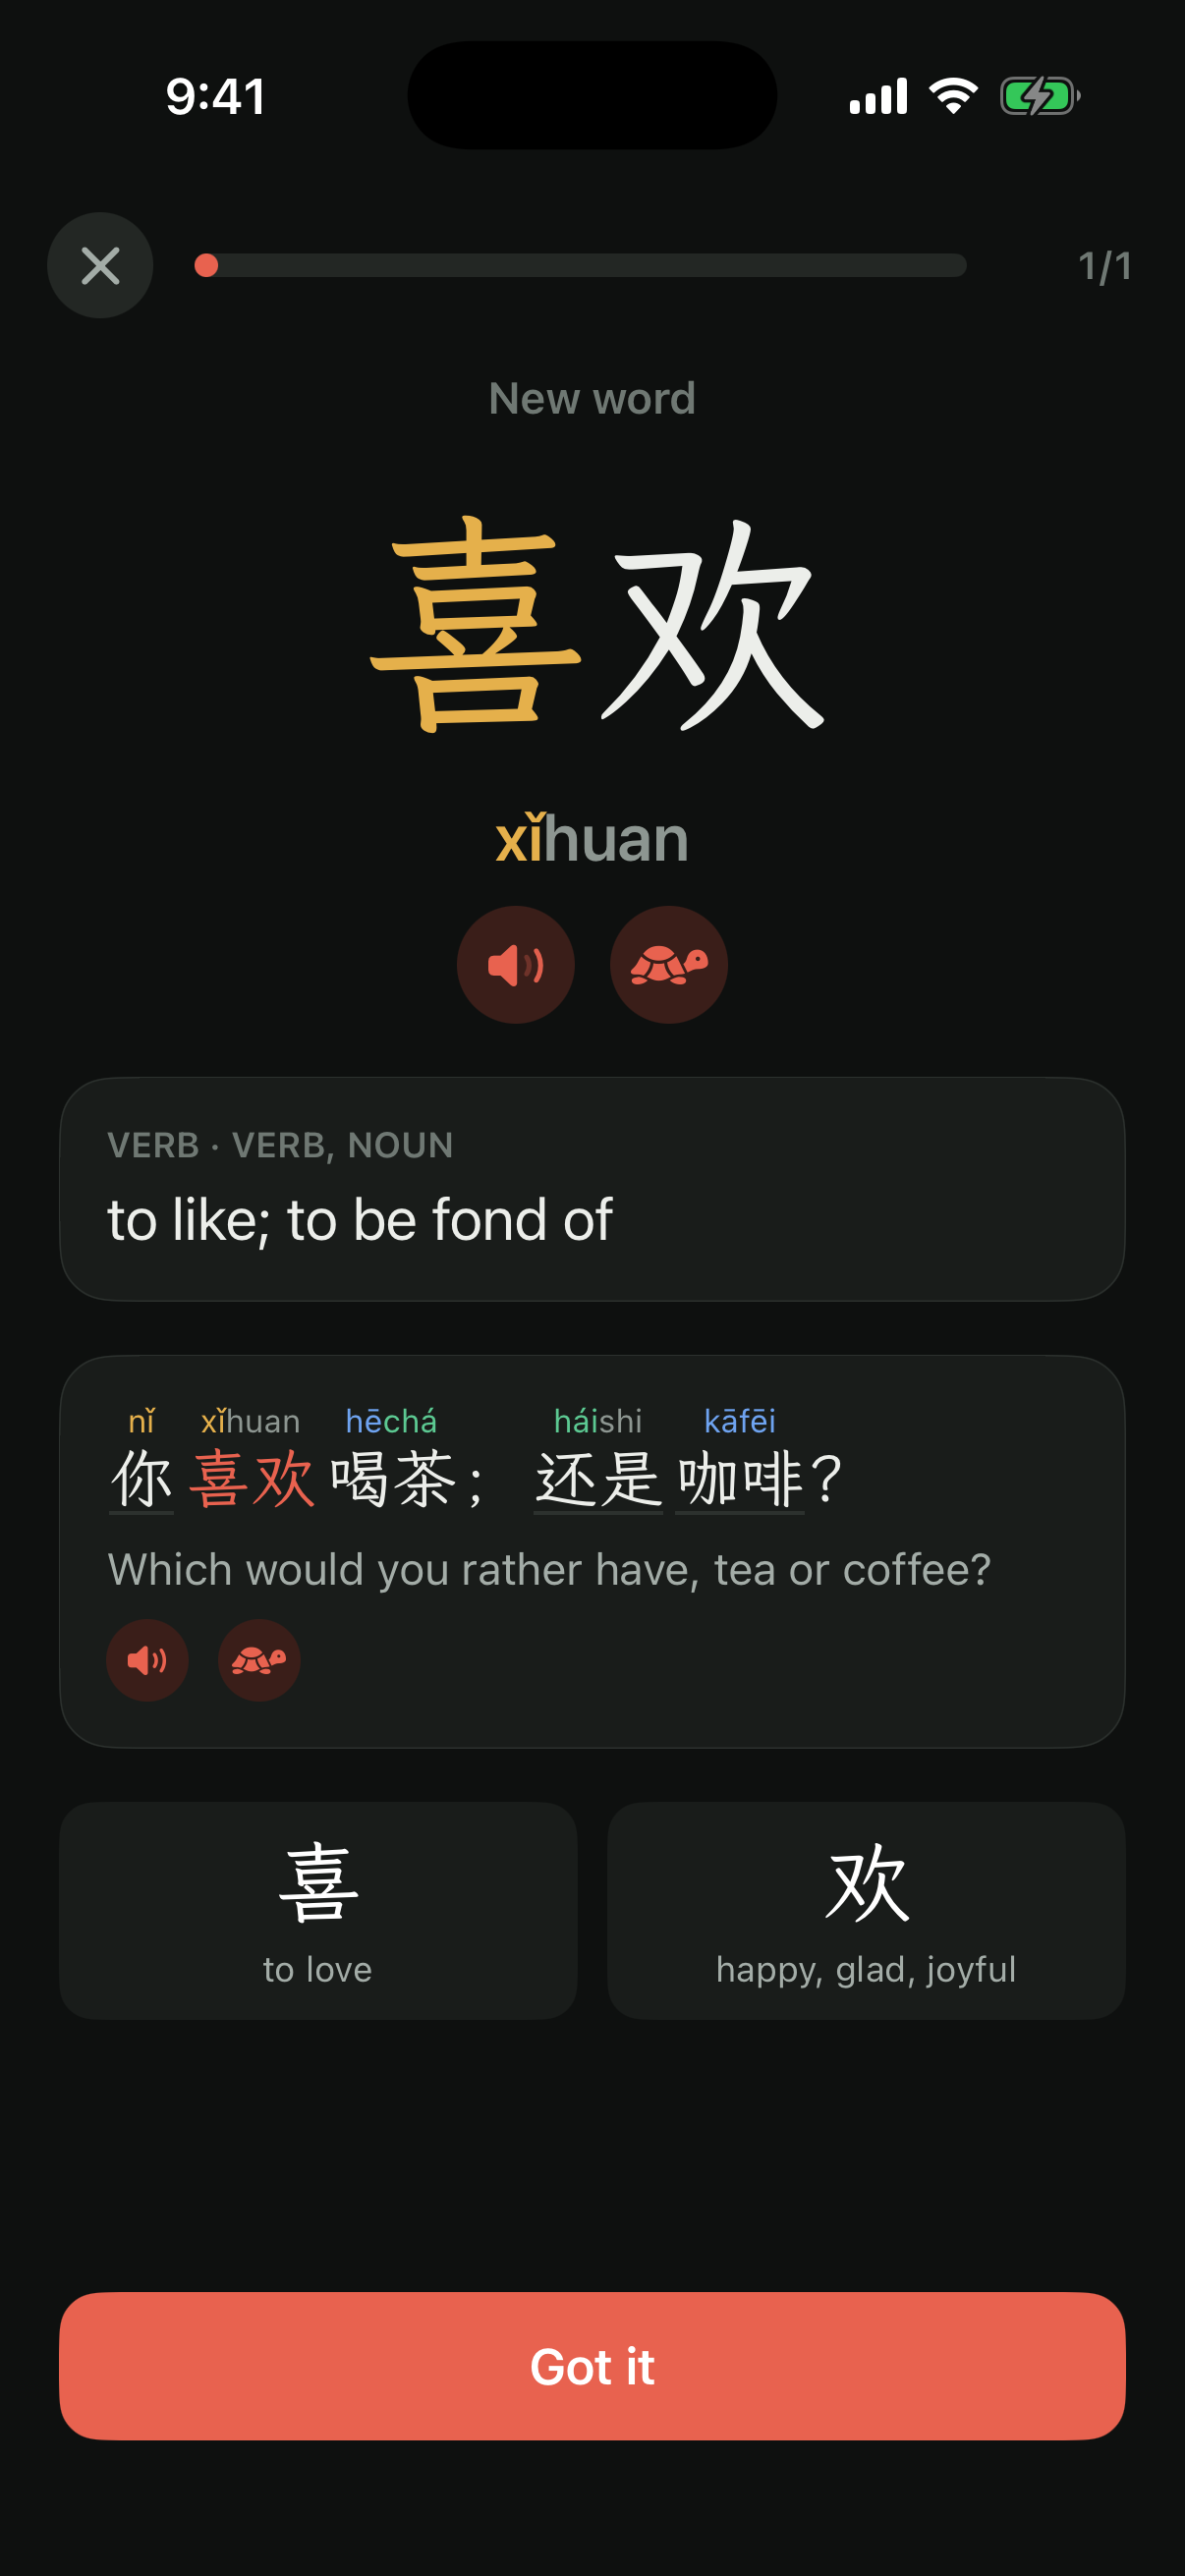 9:41
1/1
New word
喜欢
xǐhuan
VERB · VERB, NOUN
to like; to be fond of
nǐ xǐhuan hēchá háishi kāfēi
你喜欢喝茶；还是咖啡？
Which would you rather have, tea or coffee?
喜 欢
to love happy, glad, joyful
Got it